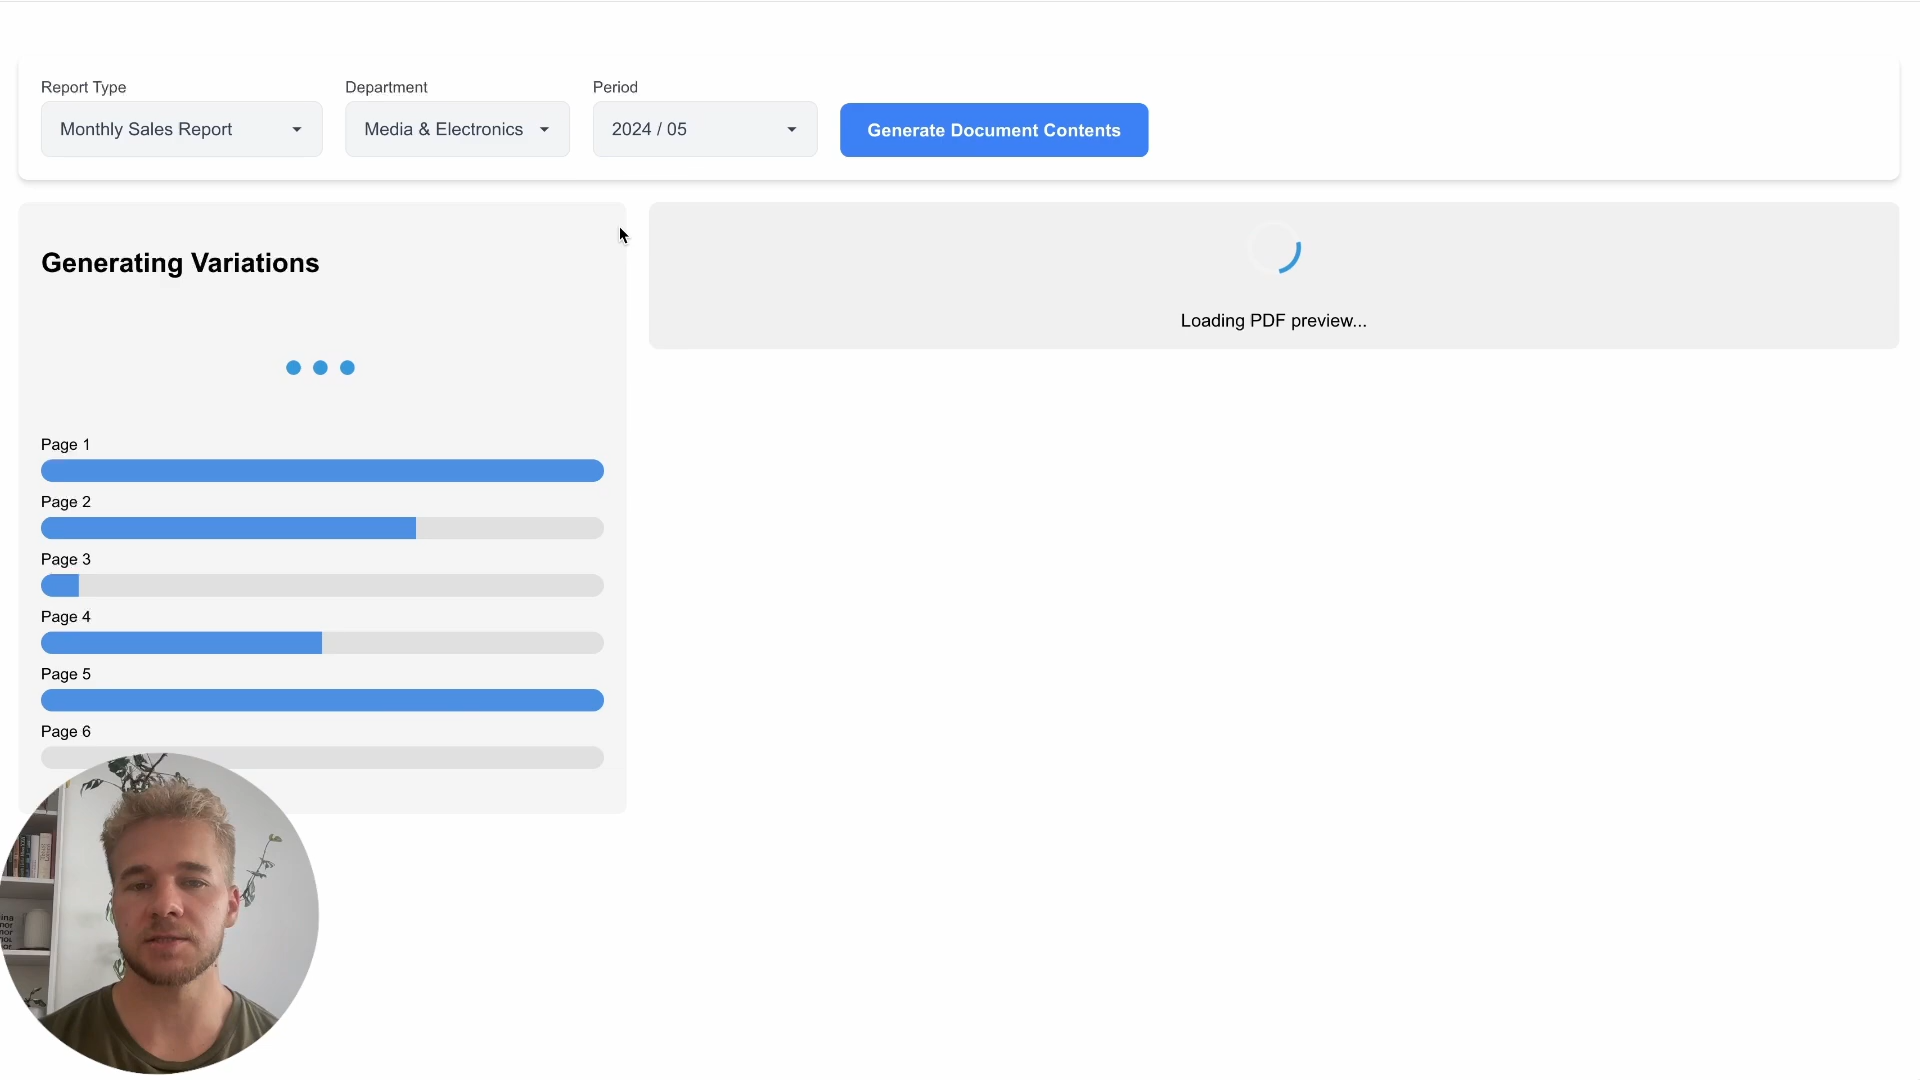 Report Type
Department
Period
Monthly Sales Report
Media & Electronics
2024 / 05
Generate Document Contents
Generating Variations
Loading PDF preview...
Page 1
Page 2
Page 3
Page 4
Page 5
Page 6